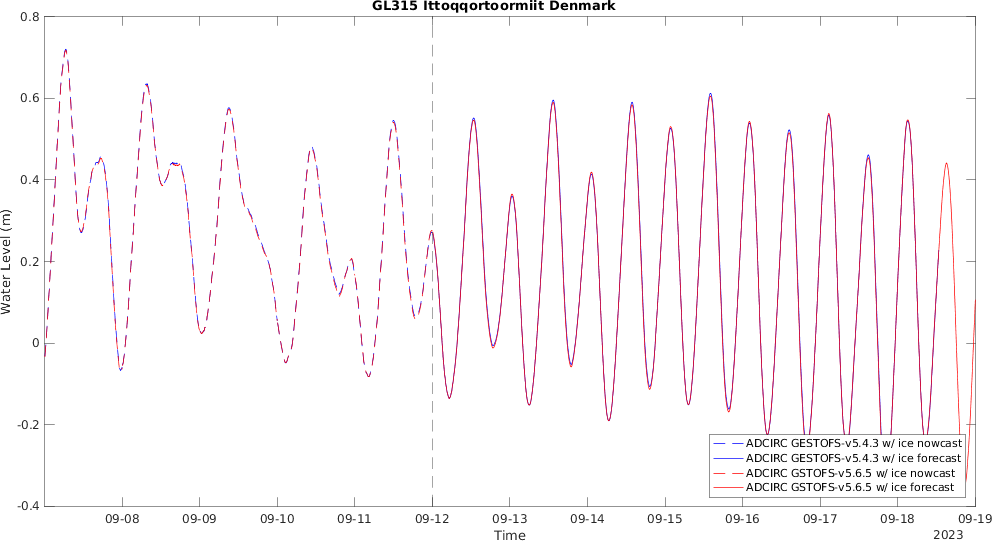 GL315 Ittoqqortoormiit Denmark
0.8
0.6
0.4
0.2
0
-0.2
-0.4
Water Level (m)
ADCIRC GESTOFS-v5.4.3 w/ ice nowcast
ADCIRC GESTOFS-v5.4.3 w/ ice forecast
ADCIRC GSTOFS-v5.6.5 w/ ice nowcast
ADCIRC GSTOFS-v5.6.5 w/ ice forecast
09-08 09-09 09-10 09-11 09-12 09-13 09-14 09-15 09-16 09-17 09-18 09-19
Time
2023